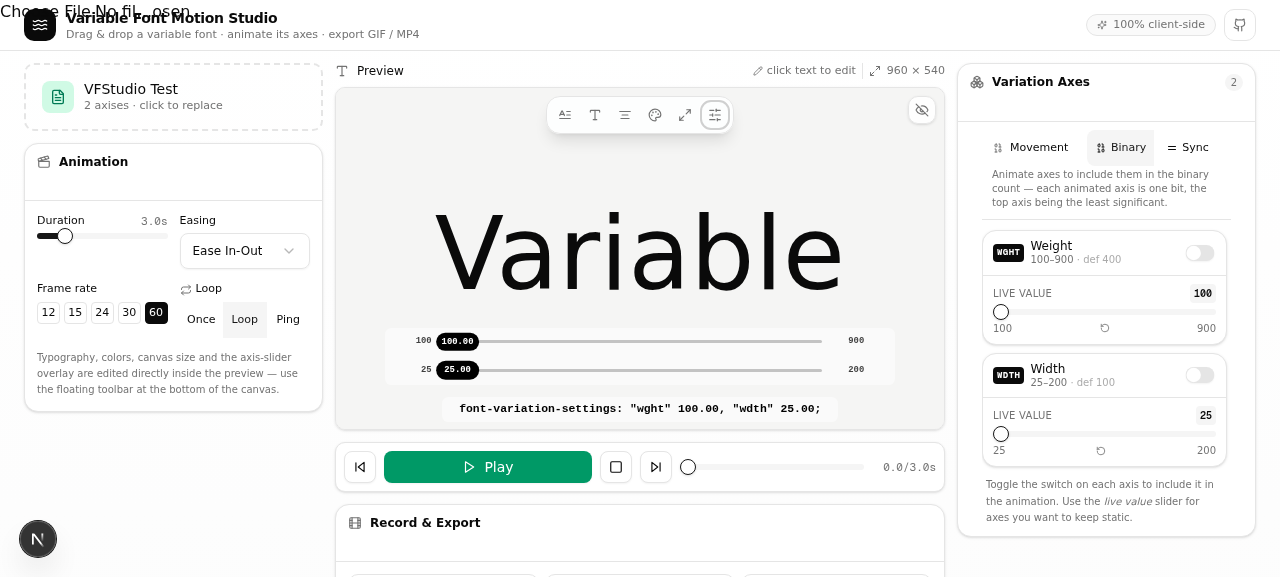 Choose File No fil...osen
Variable Font Motion Studio
Drag & drop a variable font · animate its axes · export GIF / MP4
100% client-side
VFStudio Test
2 axises · click to replace
Animation
Duration
3.0s
Easing
Ease In-Out
Frame rate
12
15
24
30
60
Loop
Once
Loop
Ping
Typography, colors, canvas size and the axis-slider
overlay are edited directly inside the preview — use
the floating toolbar at the bottom of the canvas.
Preview
click text to edit
960 × 540
Variable
100
100.00
900
25
25.00
200
font-variation-settings: "wght" 100.00, "wdth" 25.00;
Play
0.0/3.0s
Record & Export
Variation Axes
2
Movement
Binary
Sync
Animate axes to include them in the binary
count — each animated axis is one bit, the
top axis being the least significant.
WGHT
Weight
100–900 · def 400
LIVE VALUE
100
100
900
WDTH
Width
25–200 · def 100
LIVE VALUE
25
25
200
Toggle the switch on each axis to include it in
the animation. Use the live value slider for
axes you want to keep static.
N